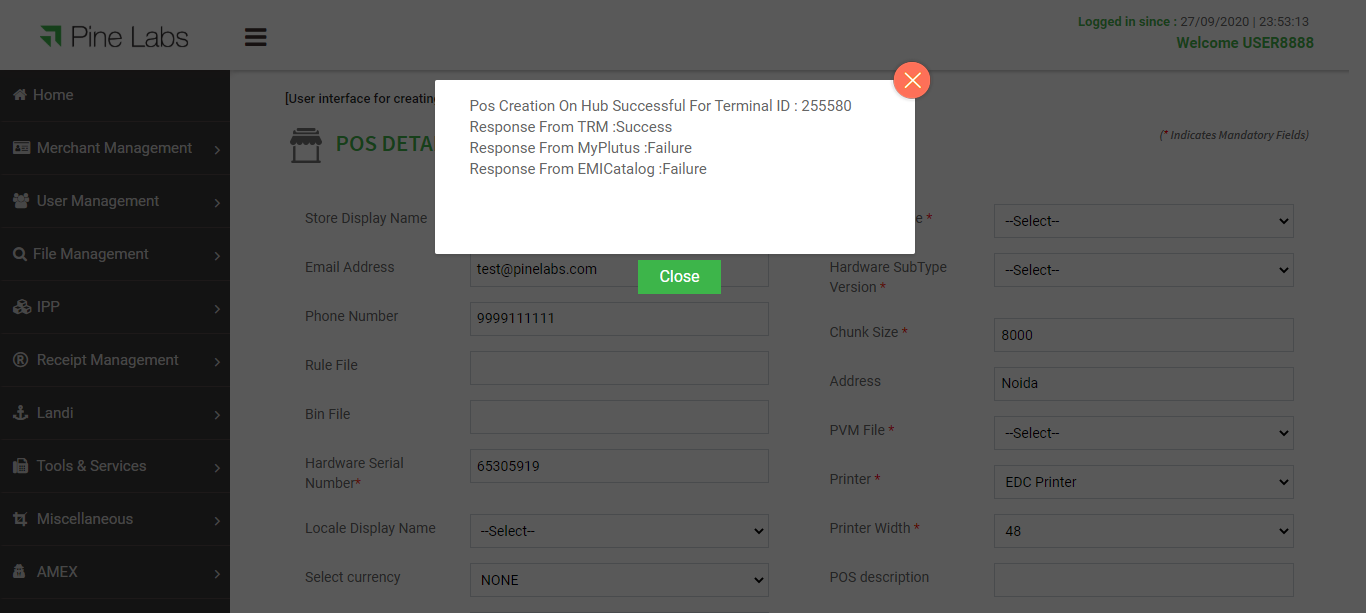 Pine Labs
Logged in since : 27/09/2020 | 23:53:13
Welcome USER8888
Home
Merchant Management
User Management
File Management
IPP
Receipt Management
Landi
Tools & Services
Miscellaneous
AMEX
[User interface for creatin
POS DETA
(* Indicates Mandatory Fields)
Pos Creation On Hub Successful For Terminal ID : 255580
Response From TRM :Success
Response From MyPlutus :Failure
Response From EMICatalog :Failure
Close
Store Display Name
Email Address
test@pinelabs.com
Phone Number
9999111111
Rule File
Bin File
Hardware Serial
Number*
65305919
Locale Display Name
--Select--
Select currency
NONE
e *
--Select--
Hardware SubType
Version *
--Select--
Chunk Size *
8000
Address
Noida
PVM File *
--Select--
Printer *
EDC Printer
Printer Width *
48
POS description